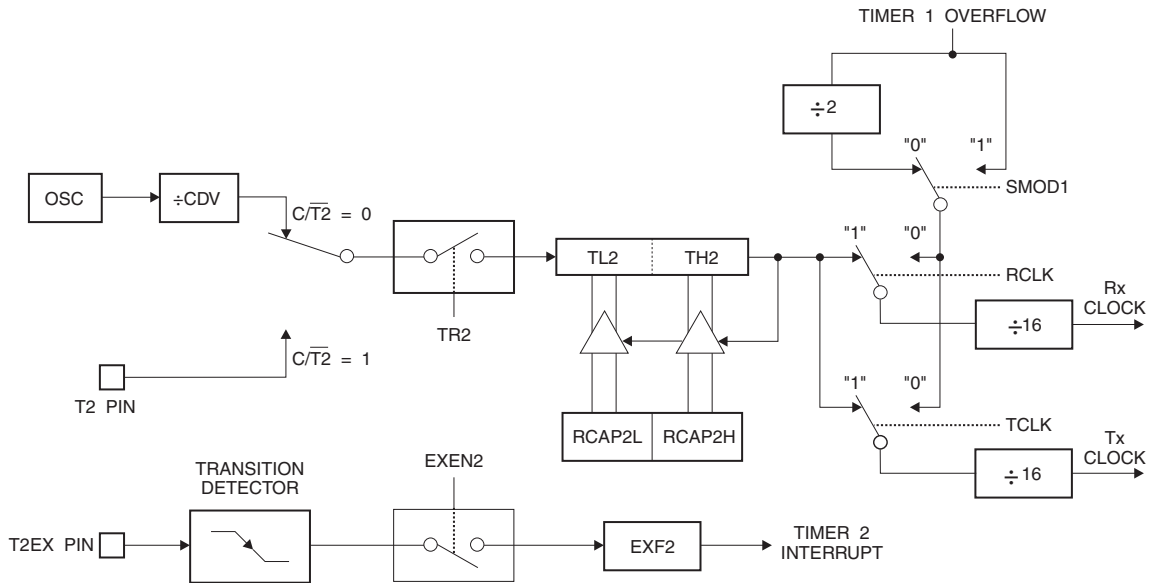 TIMER 1 OVERFLOW
÷2
"0" "1"
SMOD1
OSC
÷CDV
C/T̅2̅ = 0
TR2
TL2 TH2
"1" "0"
RCLK
Rx
CLOCK
÷16
C/T̅2̅ = 1
T2 PIN
RCAP2L RCAP2H
"1" "0"
TCLK
Tx
CLOCK
÷16
TRANSITION
DETECTOR
EXEN2
T2EX PIN
EXF2
TIMER 2
INTERRUPT